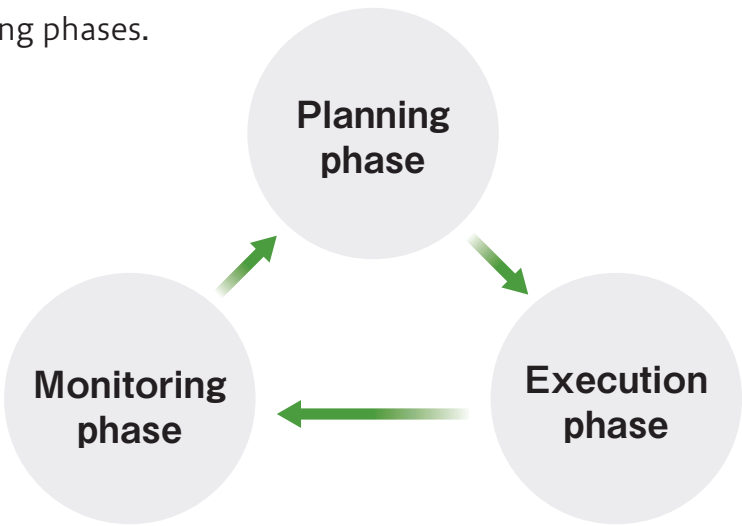 ng phases.
Planning
phase
Monitoring
phase
Execution
phase